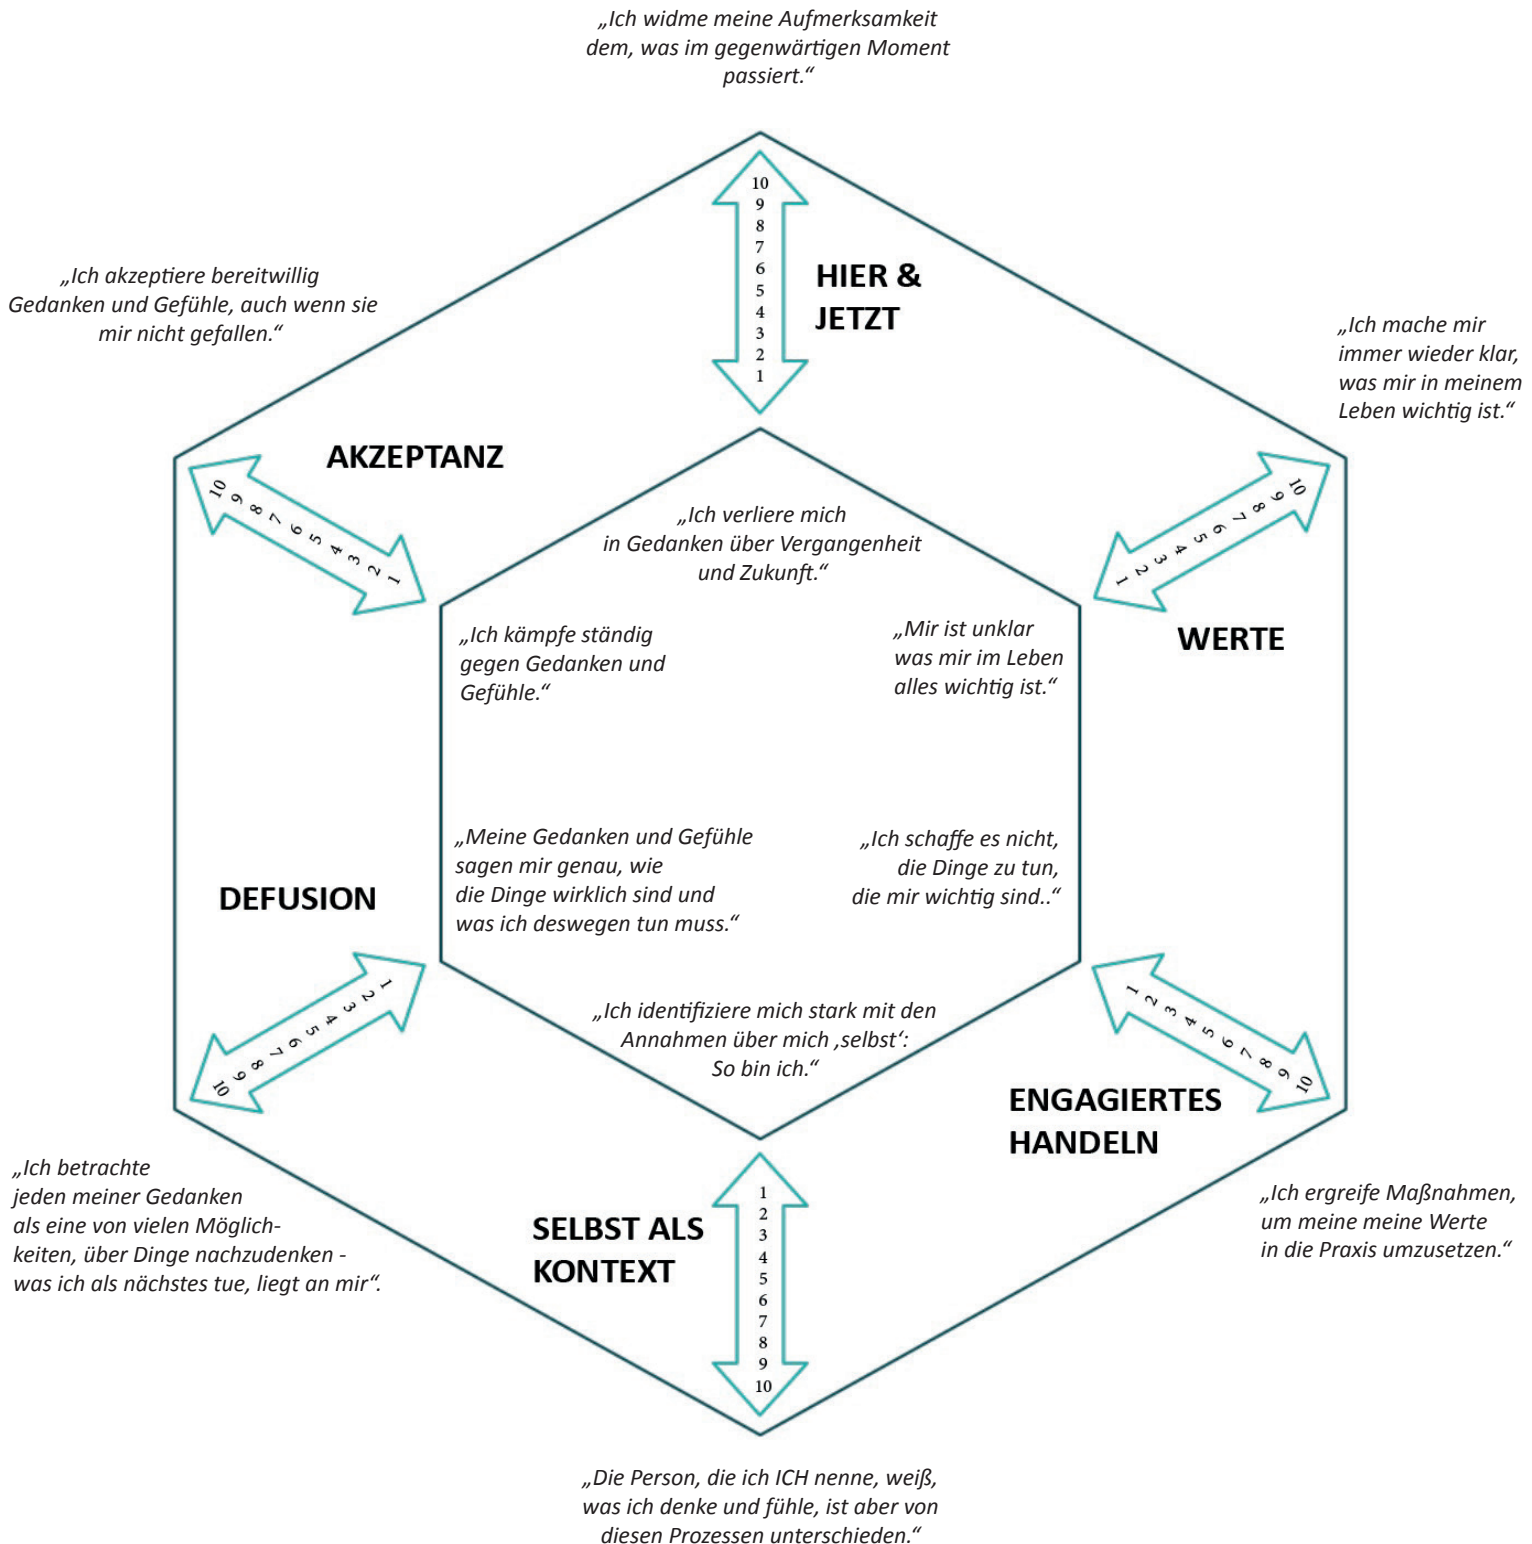 „Ich widme meine Aufmerksamkeit
dem, was im gegenwärtigen Moment
passiert.“
10
9
8
7
6
5
4
3
2
1
HIER &
JETZT
„Ich akzeptiere bereitwillig
Gedanken und Gefühle, auch wenn sie
mir nicht gefallen.“
„Ich mache mir
immer wieder klar,
was mir in meinem
Leben wichtig ist.“
AKZEPTANZ
10 9 8 7 6 5 4 3 2 1
1 2 3 4 5 6 7 8 9 10
WERTE
„Ich verliere mich
in Gedanken über Vergangenheit
und Zukunft.“
„Ich kämpfe ständig
gegen Gedanken und
Gefühle.“
„Mir ist unklar
was mir im Leben
alles wichtig ist.“
„Meine Gedanken und Gefühle
sagen mir genau, wie
die Dinge wirklich sind und
was ich deswegen tun muss.“
„Ich schaffe es nicht,
die Dinge zu tun,
die mir wichtig sind..“
„Ich identifiziere mich stark mit den
Annahmen über mich ‚selbst‘:
So bin ich.“
DEFUSION
10 9 8 7 6 5 4 3 2 1
1 2 3 4 5 6 7 8 9 10
ENGAGIERTES
HANDELN
„Ich betrachte
jeden meiner Gedanken
als eine von vielen Möglich-
keiten, über Dinge nachzudenken -
was ich als nächstes tue, liegt an mir“.
SELBST ALS
KONTEXT
1
2
3
4
5
6
7
8
9
10
„Ich ergreife Maßnahmen,
um meine meine Werte
in die Praxis umzusetzen.“
„Die Person, die ich ICH nenne, weiß,
was ich denke und fühle, ist aber von
diesen Prozessen unterschieden.“